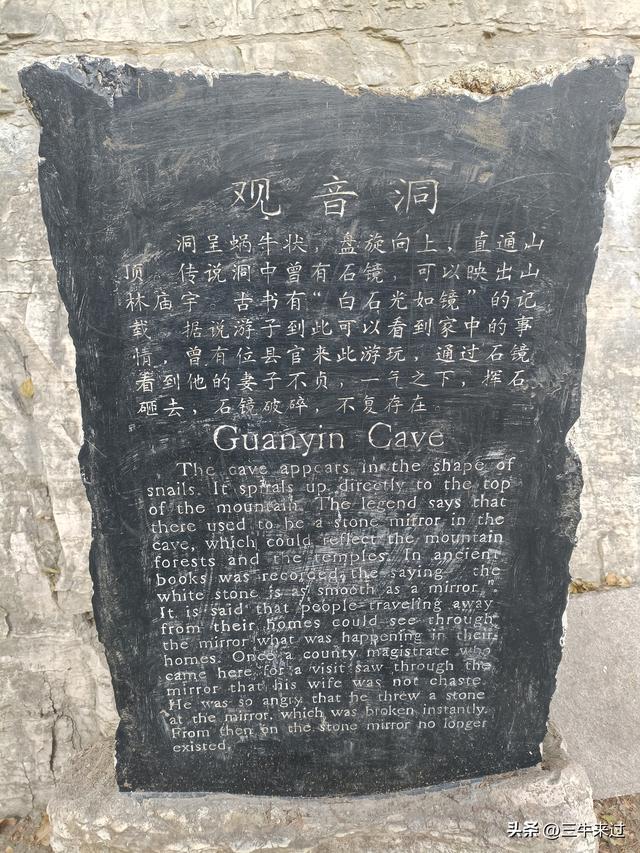 观音洞
洞呈蜗牛状，盘旋向上，直通山
顶。传说洞中曾有石镜，可以映出山
林庙宇。古书有“白石光如镜”的记
载。据说游子到此可以看到家中的事
情，曾有位县官来此游玩，通过石镜
看到他的妻子不贞，一气之下，挥石
砸去，石镜破碎，不复存在。
Guanyin Cave
The cave appears in the shape of
snails. It spirals up directly to the top
of the mountain. The legend says that
there used to be a stone mirror in the
cave, which could reflect the mountain
forests and the temples. In ancient
books was recorded the saying “the
white stone is as smooth as a mirror”.
It is said that people traveling away
from their homes could see through
the mirror what was happening in their
homes. Once a county magistrate who
came here for a visit saw through the
mirror that his wife was not chaste.
He was so angry that he threw a stone
at the mirror, which was broken instantly.
From then on the stone mirror no longer
existed.
头条 @三牛来过